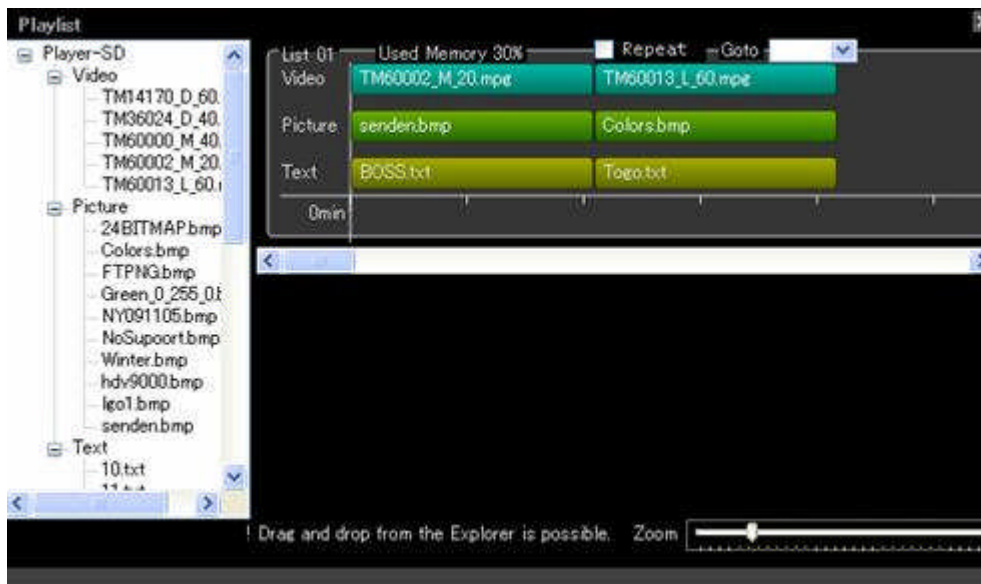 Playlist
Player-SD
Video
TM14170_D_60.
TM36024_D_40.
TM60000_M_40.
TM60002_M_20.
TM60013_L_60.
Picture
24BITMAP.bmp
Colors.bmp
FTPNG.bmp
Green_0_255_0.
NY091105.bmp
NoSupoort.bmp
Winter.bmp
hdv9000.bmp
senden.bmp
Text
10.txt
List 01 Used Memory 30% Repeat Goto
Video TM60002_M_20.mpg TM60013_L_60.mpg
Picture senden.bmp Colors.bmp
Text BOSS.txt Togo.txt
0min
! Drag and drop from the Explorer is possible. Zoom